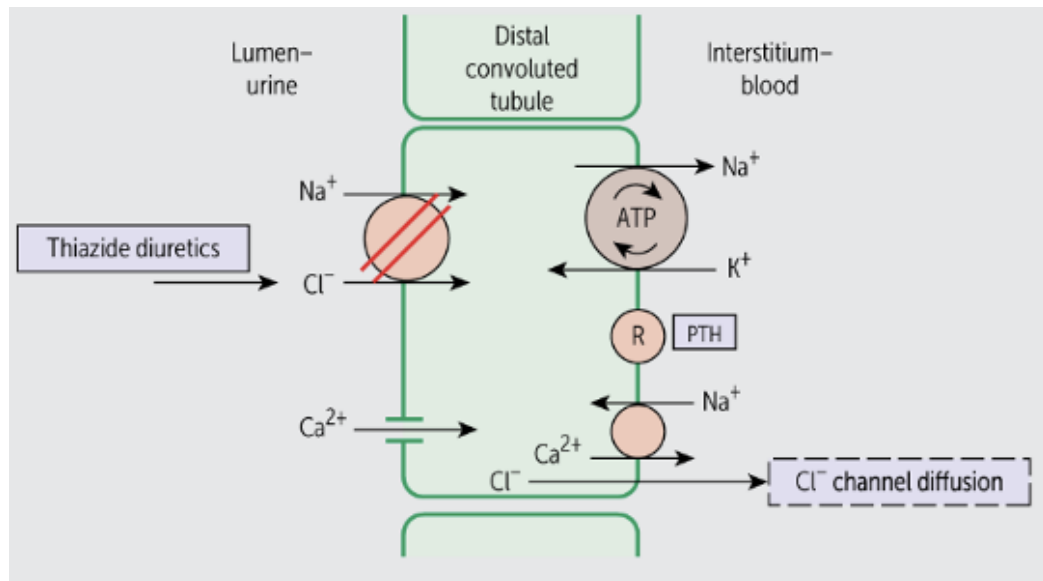 Lumen–
urine
Distal
convoluted
tubule
Interstitium–
blood
Na⁺
Na⁺
ATP
Thiazide diuretics
Cl⁻
K⁺
R
PTH
Na⁺
Ca²⁺
Ca²⁺
Cl⁻
Cl⁻ channel diffusion